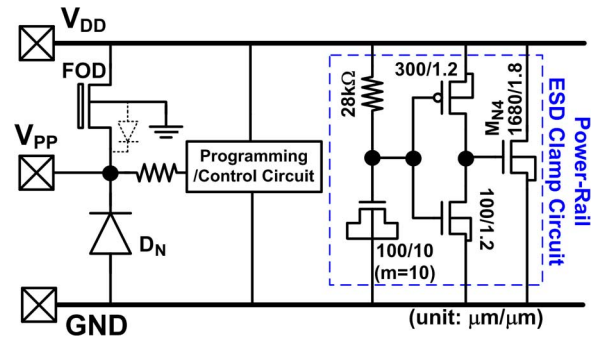 VDD
FOD
VPP
Programming
/Control Circuit
DN
GND
28kΩ
300/1.2
MN4
1680/1.8
100/10
(m=10)
100/1.2
Power-Rail
ESD Clamp Circuit
(unit: μm/μm)